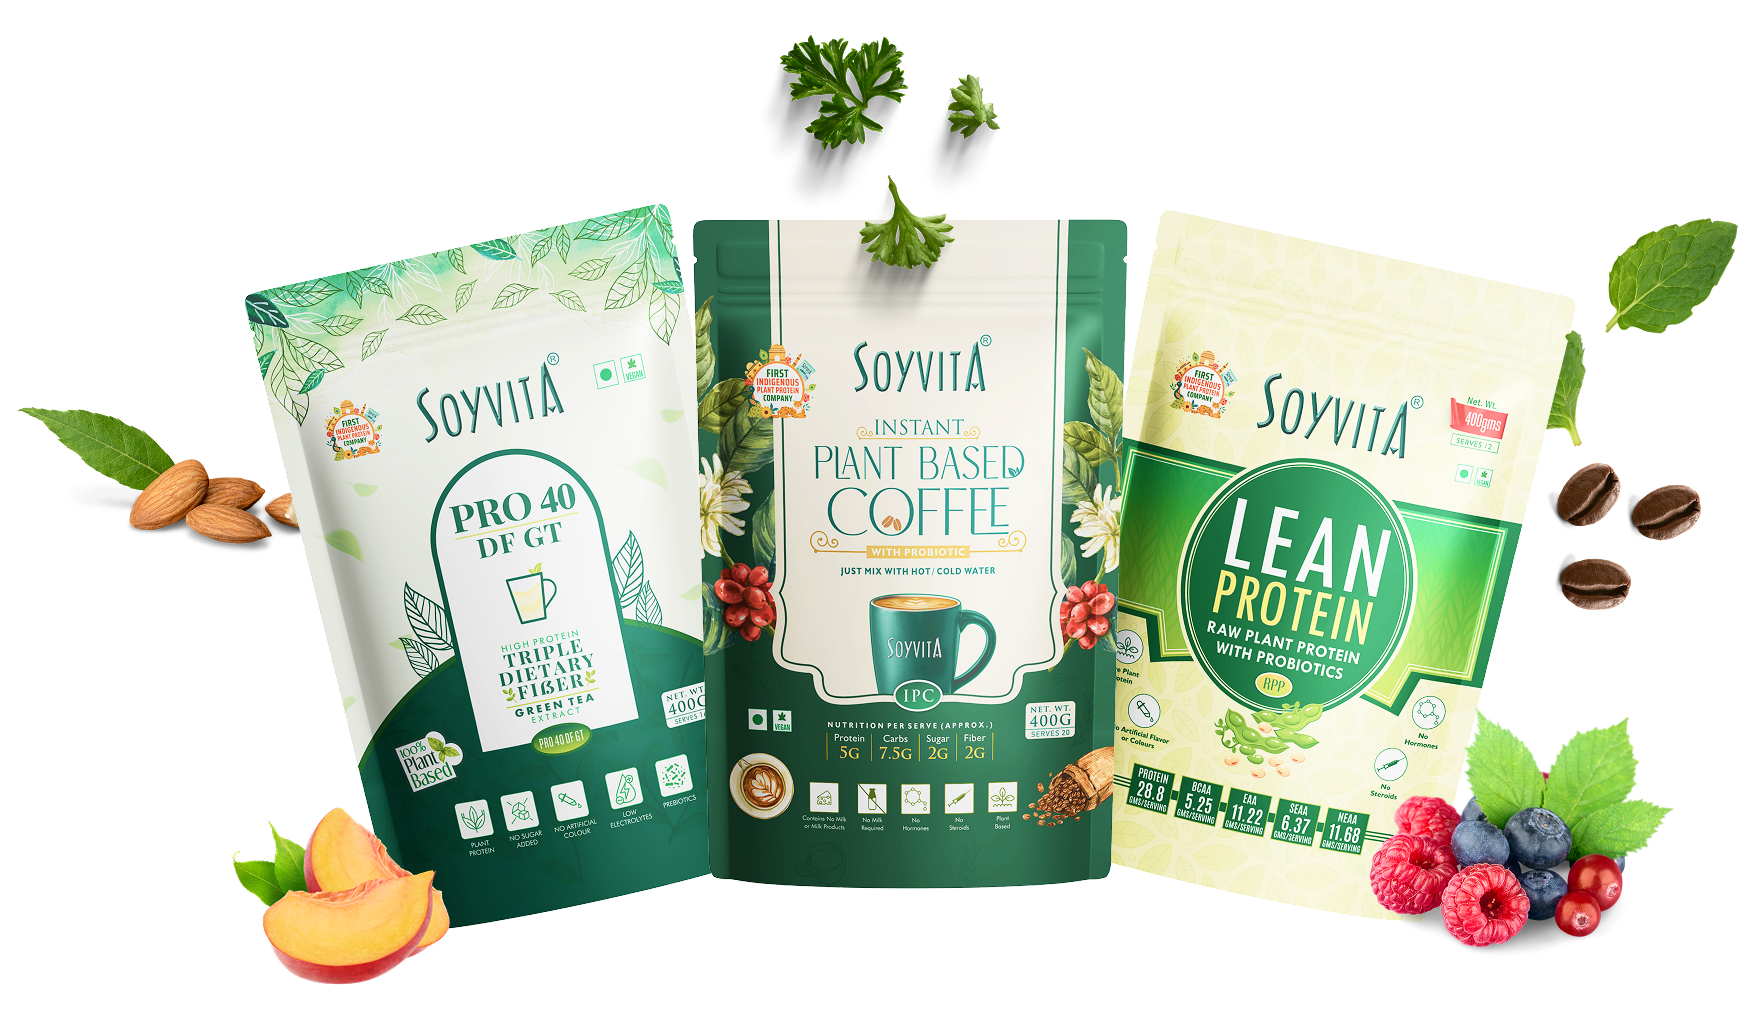 SOYVITA®
VEGAN
FIRST
INDIGENOUS
PLANT PROTEIN
COMPANY
PRO 40
DF GT
HIGH PROTEIN
TRIPLE
DIETARY
FIBER
GREEN TEA
EXTRACT
PRO 40 DF GT
NET. WT.
400G
100%
Plant
Based
PLANT
PROTEIN
NO SUGAR
ADDED
NO ARTIFICIAL
COLOUR
LOW
ELECTROLYTES
PREBIOTICS
SOYVITA®
FIRST
INDIGENOUS
PLANT PROTEIN
COMPANY
INSTANT
PLANT BASED
COFFEE
WITH PROBIOTIC
JUST MIX WITH HOT/ COLD WATER
SOYVITA
IPC
VEGAN
NUTRITION PER SERVE (APPROX.)
Protein Carbs Sugar Fiber
5G 7.5G 2G 2G
NET. WT.
400G
SERVES 20
Contains No Milk
or Milk Products
No Milk
Required
No
Hormones
No
Steroids
Plant
Based
SOYVITA®
FIRST
INDIGENOUS
PLANT PROTEIN
COMPANY
Net. Wt.
400gms
SERVES 12
VEGAN
LEAN
PROTEIN
RAW PLANT PROTEIN
WITH PROBIOTICS
RPP
Plant
No
Hormones
Artificial Flavor
or Colours
No
Steroids
PROTEIN
28.8
GMS/SERVING
BCAA
5.25
GMS/SERVING
EAA
11.22
GMS/SERVING
SEAA
6.37
GMS/SERVING
NEAA
11.68
GMS/SERVING